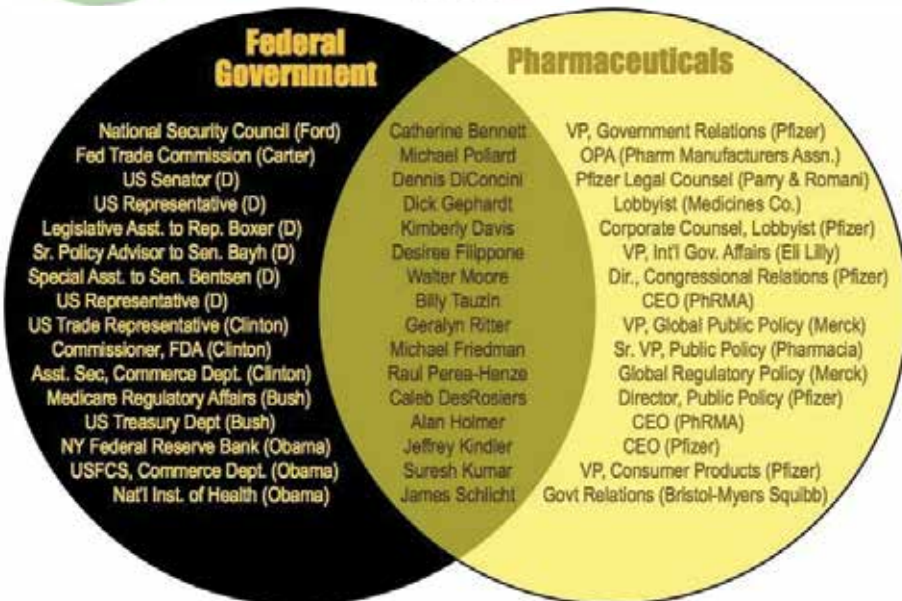 Federal
Government
Pharmaceuticals
National Security Council (Ford) Catherine Bennett VP, Government Relations (Pfizer)
Fed Trade Commission (Carter) Michael Pollard OPA (Pharm Manufacturers Assn.)
US Senator (D) Dennis DiConcini Pfizer Legal Counsel (Parry & Romani)
US Representative (D) Dick Gephardt Lobbyist (Medicines Co.)
Legislative Asst. to Rep. Boxer (D) Kimberly Davis Corporate Counsel, Lobbyist (Pfizer)
Sr. Policy Advisor to Sen. Bayh (D) Desiree Filippone VP, Int'l Gov. Affairs (Eli Lilly)
Special Asst. to Sen. Bentsen (D) Walter Moore Dir., Congressional Relations (Pfizer)
US Representative (D) Billy Tauzin CEO (PhRMA)
US Trade Representative (Clinton) Geralyn Ritter VP, Global Public Policy (Merck)
Commissioner, FDA (Clinton) Michael Friedman Sr. VP, Public Policy (Pharmacia)
Asst. Sec, Commerce Dept. (Clinton) Raul Perea-Henze Global Regulatory Policy (Merck)
Medicare Regulatory Affairs (Bush) Caleb DesRosiers Director, Public Policy (Pfizer)
US Treasury Dept (Bush) Alan Holmer CEO (PhRMA)
NY Federal Reserve Bank (Obama) Jeffrey Kindler CEO (Pfizer)
USFCS, Commerce Dept. (Obama) Suresh Kumar VP, Consumer Products (Pfizer)
Nat'l Inst. of Health (Obama) James Schlicht Govt Relations (Bristol-Myers Squibb)